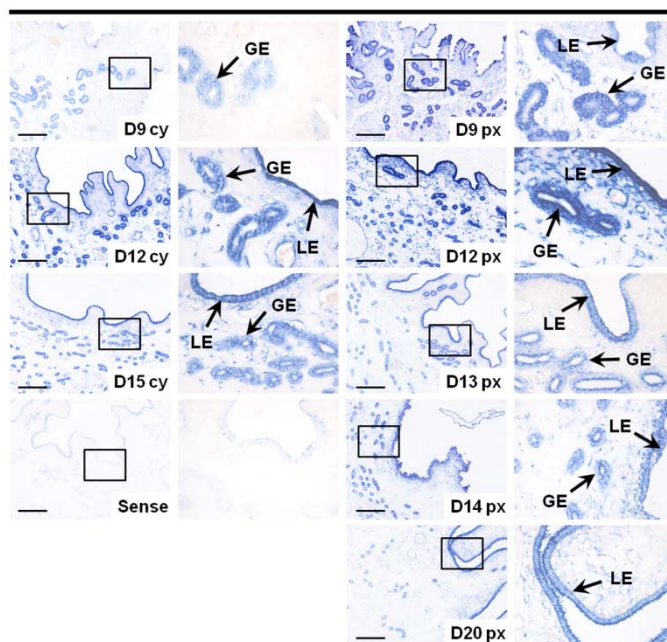 GE
D9 cy
LE
GE
D9 px
GE
LE
D12 cy
LE
GE
D12 px
GE
LE
D15 cy
LE
GE
D13 px
Sense
LE
GE
D14 px
LE
D20 px